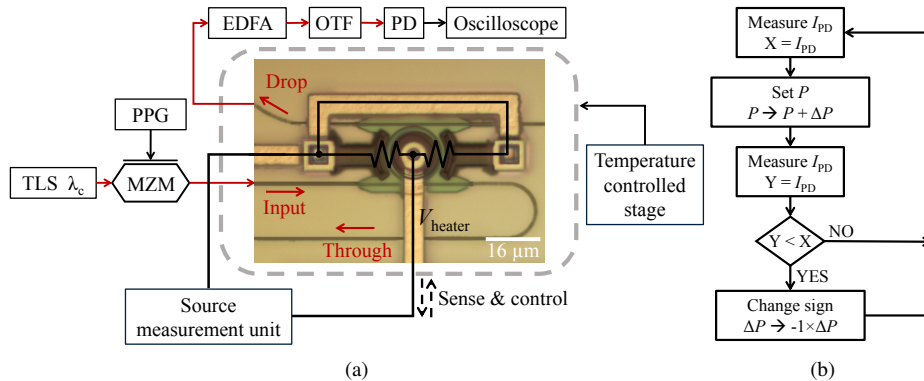 EDFA
OTF
PD
Oscilloscope
Drop
PPG
TLS λc
MZM
Input
Through
Vheater
16 µm
Temperature
controlled
stage
Source
measurement unit
Sense & control
(a)
Measure IPD
X = IPD
Set P
P → P + ΔP
Measure IPD
Y = IPD
Y < X
NO
YES
Change sign
ΔP → -1×ΔP
(b)